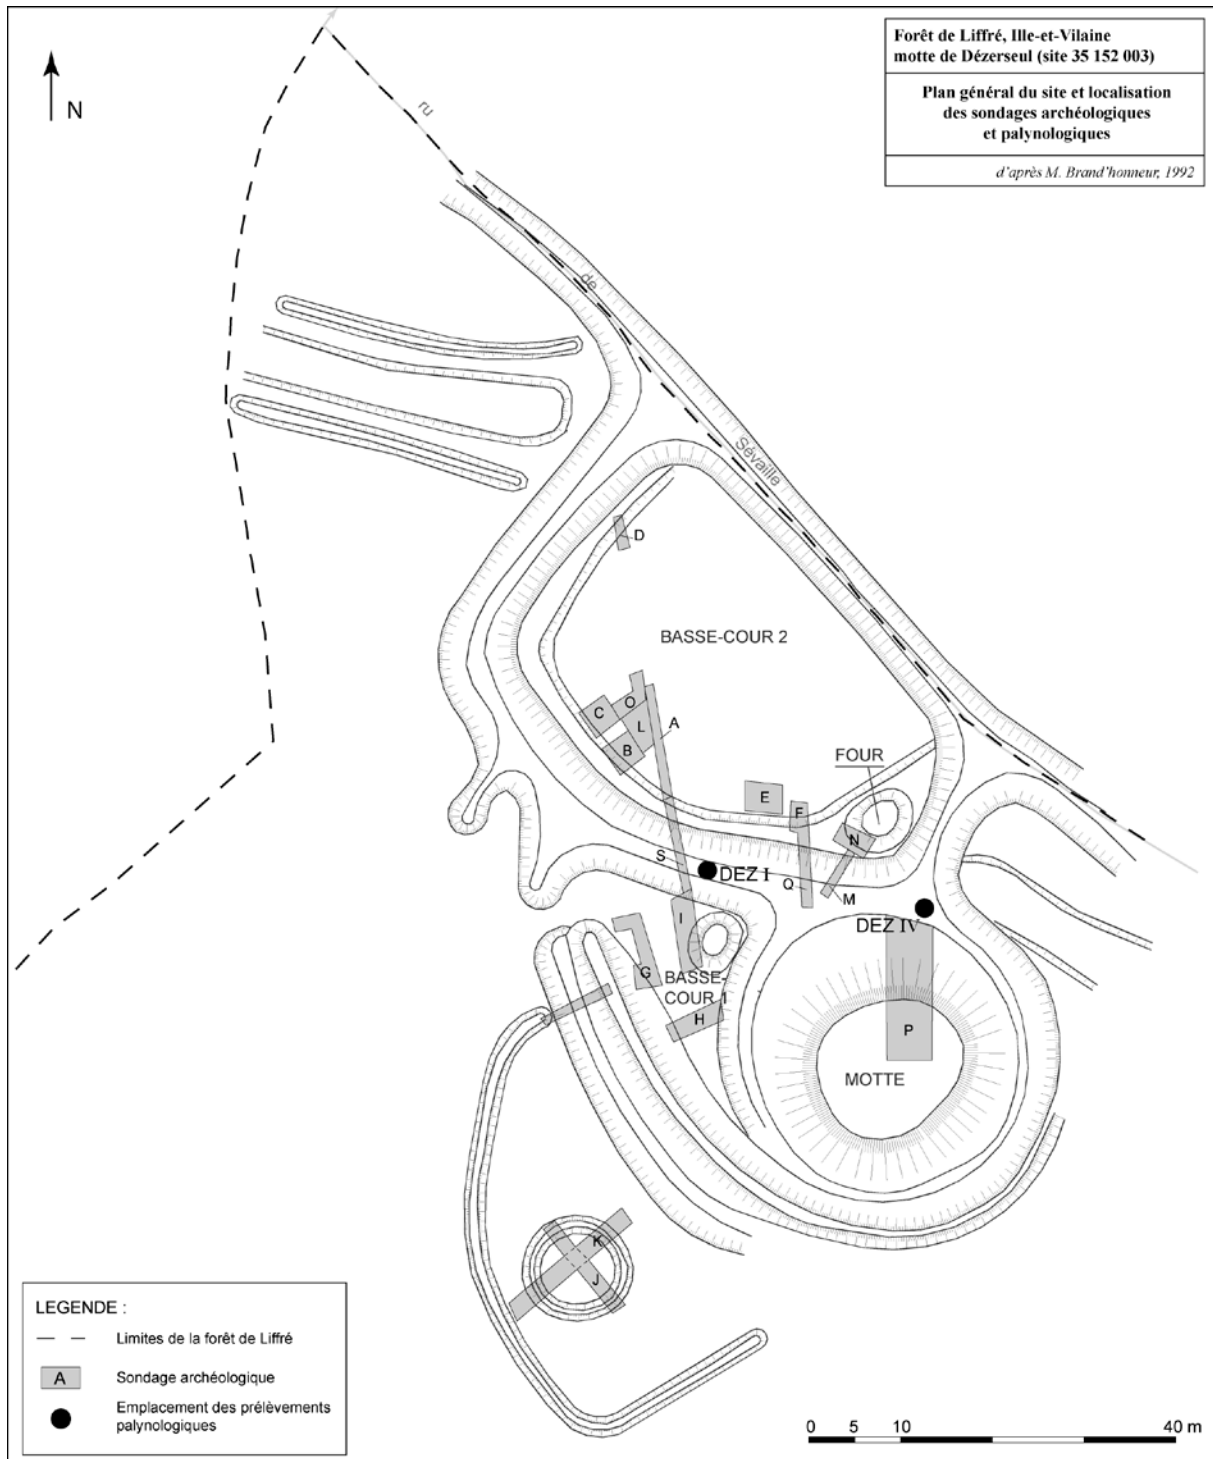 Forêt de Liffré, Ille-et-Vilaine
motte de Dézerseul (site 35 152 003)
Plan général du site et localisation
des sondages archéologiques
et palynologiques
d'après M. Brand'honneur, 1992
N
ru
de
Sévaille
D
BASSE-COUR 2
C
O
L
A
B
FOUR
E
F
N
S
DEZ I
Q
M
I
DEZ IV
G
BASSE-
COUR 1
H
P
MOTTE
K
J
LEGENDE :
Limites de la forêt de Liffré
A
Sondage archéologique
Emplacement des prélèvements
palynologiques
0 5 10 40 m